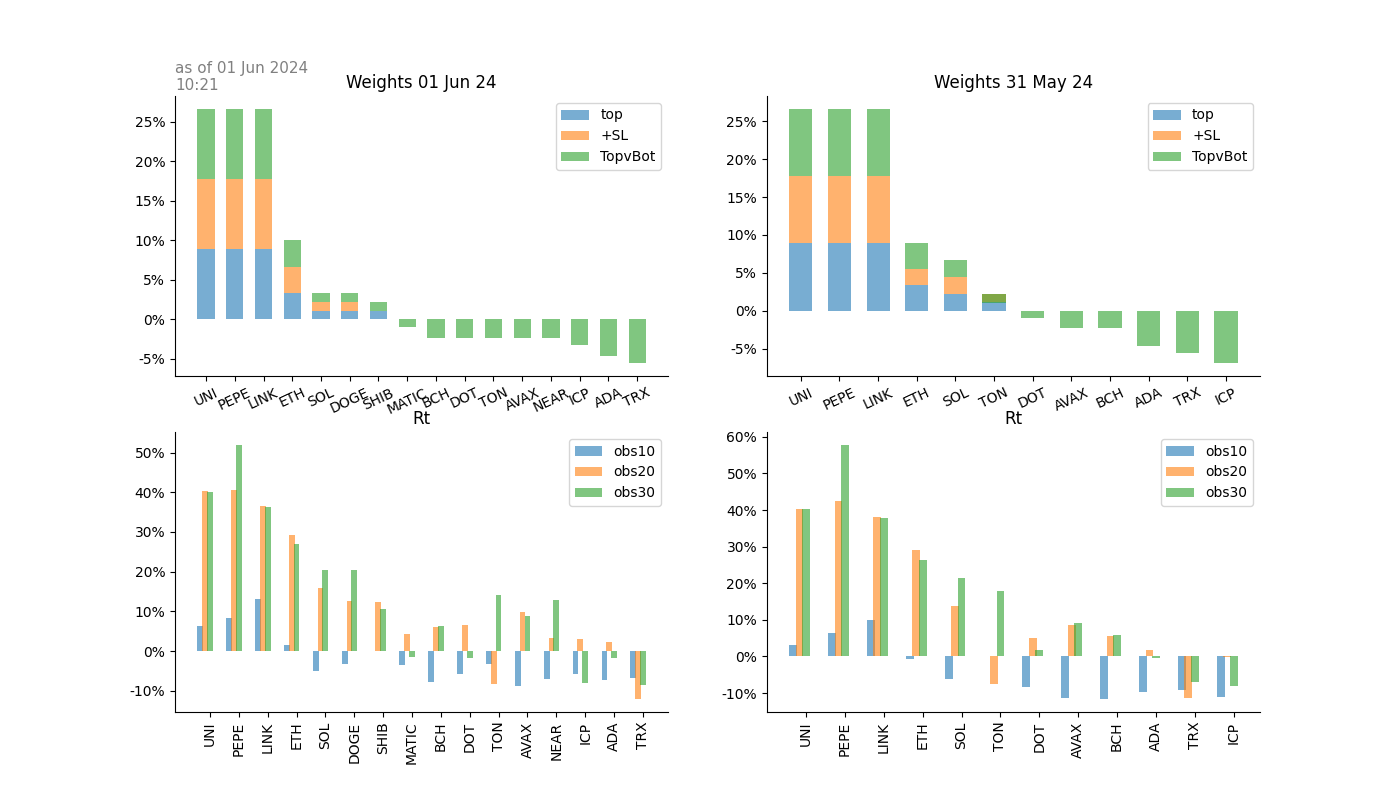 as of 01 Jun 2024
10:21
Weights 01 Jun 24
25%
20%
15%
10%
5%
0%
-5%
top
+SL
TopvBot
UNI PEPE LINK ETH SOL DOGE SHIB MATIC BCH DOT TON AVAX NEAR ICP ADA TRX
Weights 31 May 24
25%
20%
15%
10%
5%
0%
-5%
top
+SL
TopvBot
UNI PEPE LINK ETH SOL TON DOT AVAX BCH ADA TRX ICP
Rt
50%
40%
30%
20%
10%
0%
-10%
obs10
obs20
obs30
UNI PEPE LINK ETH SOL DOGE SHIB MATIC BCH DOT TON AVAX NEAR ICP ADA TRX
Rt
60%
50%
40%
30%
20%
10%
0%
-10%
obs10
obs20
obs30
UNI PEPE LINK ETH SOL TON DOT AVAX BCH ADA TRX ICP